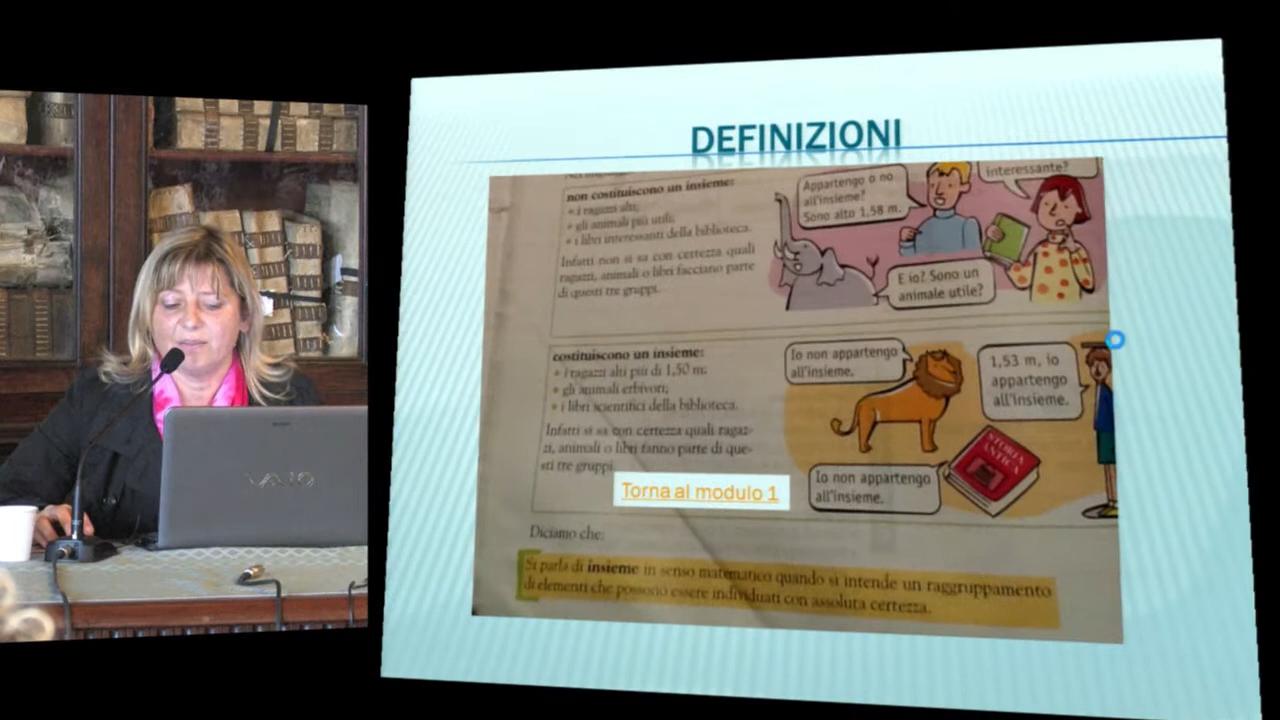 DEFINIZIONI
non costituiscono un insieme:
• i ragazzi alti;
• gli animali più utili;
• i libri interessanti della biblioteca.
Infatti non si sa con certezza quali
ragazzi, animali o libri facciano parte
di questi tre gruppi.
Appartengo o no
all'insieme?
Sono alto 1,58 m.
interessante?
E io? Sono un
animale utile?
costituiscono un insieme:
• i ragazzi alti più di 1,50 m;
• gli animali erbivori;
• i libri scientifici della biblioteca.
Infatti si sa con certezza quali ragaz-
zi, animali o libri fanno parte di que-
sti tre gruppi.
Io non appartengo
all'insieme.
1,53 m, io
appartengo
all'insieme.
STORIA
ANTICA
Io non appartengo
all'insieme.
Torna al modulo 1
Diciamo che:
Si parla di insieme in senso matematico quando si intende un raggruppamento
di elementi che possono essere individuati con assoluta certezza.
VAIO